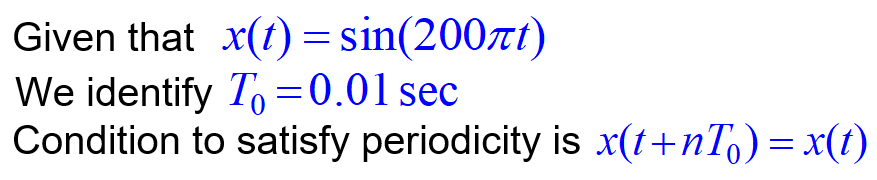 Given that x(t) = sin(200πt)
We identify T₀ = 0.01 sec
Condition to satisfy periodicity is x(t+nT₀) = x(t)